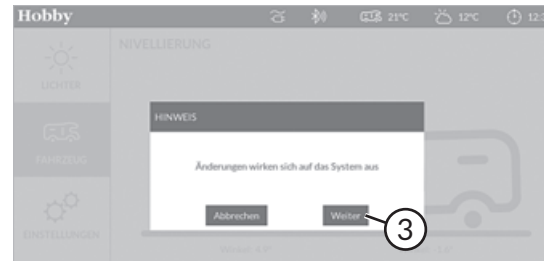 Hobby 21°C 12°C 12:3
LICHTER
NIVELLIERUNG
HINWEIS
Änderungen wirken sich auf das System aus
Abbrechen Weiter
3
FAHRZEUG
EINSTELLUNGEN